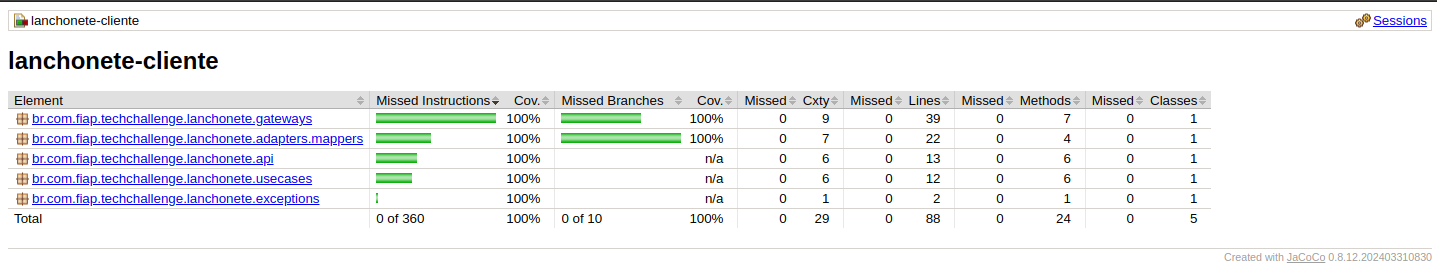 lanchonete-cliente Sessions
lanchonete-cliente
Element Missed Instructions Cov. Missed Branches Cov. Missed Cxty Missed Lines Missed Methods Missed Classes
br.com.fiap.techchallenge.lanchonete.gateways 100% 100% 0 9 0 39 0 7 0 1
br.com.fiap.techchallenge.lanchonete.adapters.mappers 100% 100% 0 7 0 22 0 4 0 1
br.com.fiap.techchallenge.lanchonete.api 100% n/a 0 6 0 13 0 6 0 1
br.com.fiap.techchallenge.lanchonete.usecases 100% n/a 0 6 0 12 0 6 0 1
br.com.fiap.techchallenge.lanchonete.exceptions 100% n/a 0 1 0 2 0 1 0 1
Total 0 of 360 100% 0 of 10 100% 0 29 0 88 0 24 0 5
Created with JaCoCo 0.8.12.202403310830